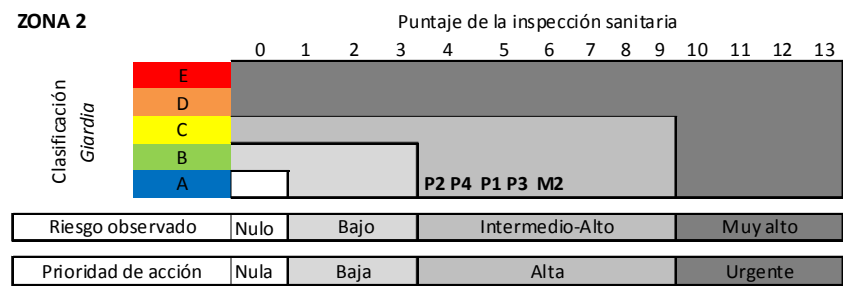 ZONA 2
Puntaje de la inspección sanitaria
0 1 2 3 4 5 6 7 8 9 10 11 12 13
Clasificación
Giardia
E
D
C
B
A P2 P4 P1 P3 M2
Riesgo observado Nulo Bajo Intermedio-Alto Muy alto
Prioridad de acción Nula Baja Alta Urgente